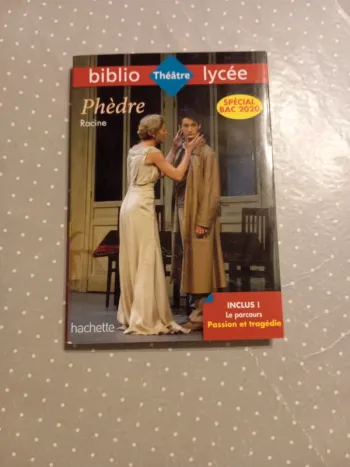 biblio Théâtre lycée
Phèdre
Racine
SPÉCIAL
BAC 2020
INCLUS !
Le parcours
Passion et tragédie
hachette